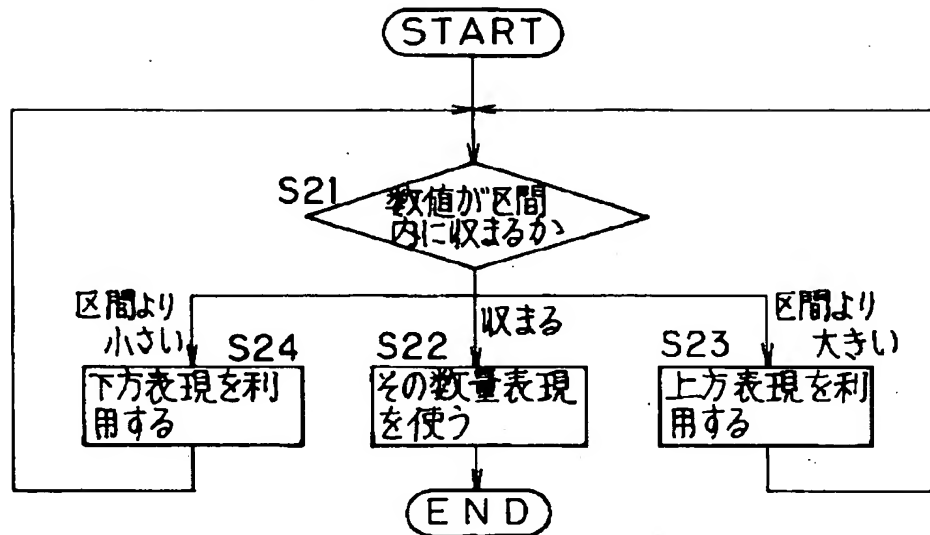 START
S21
数値が区間
内に収まるか
区間より
小さい
収まる
区間より
大きい
S24
下方表現を利
用する
S22
その数量表現
を使う
S23
上方表現を利
用する
END